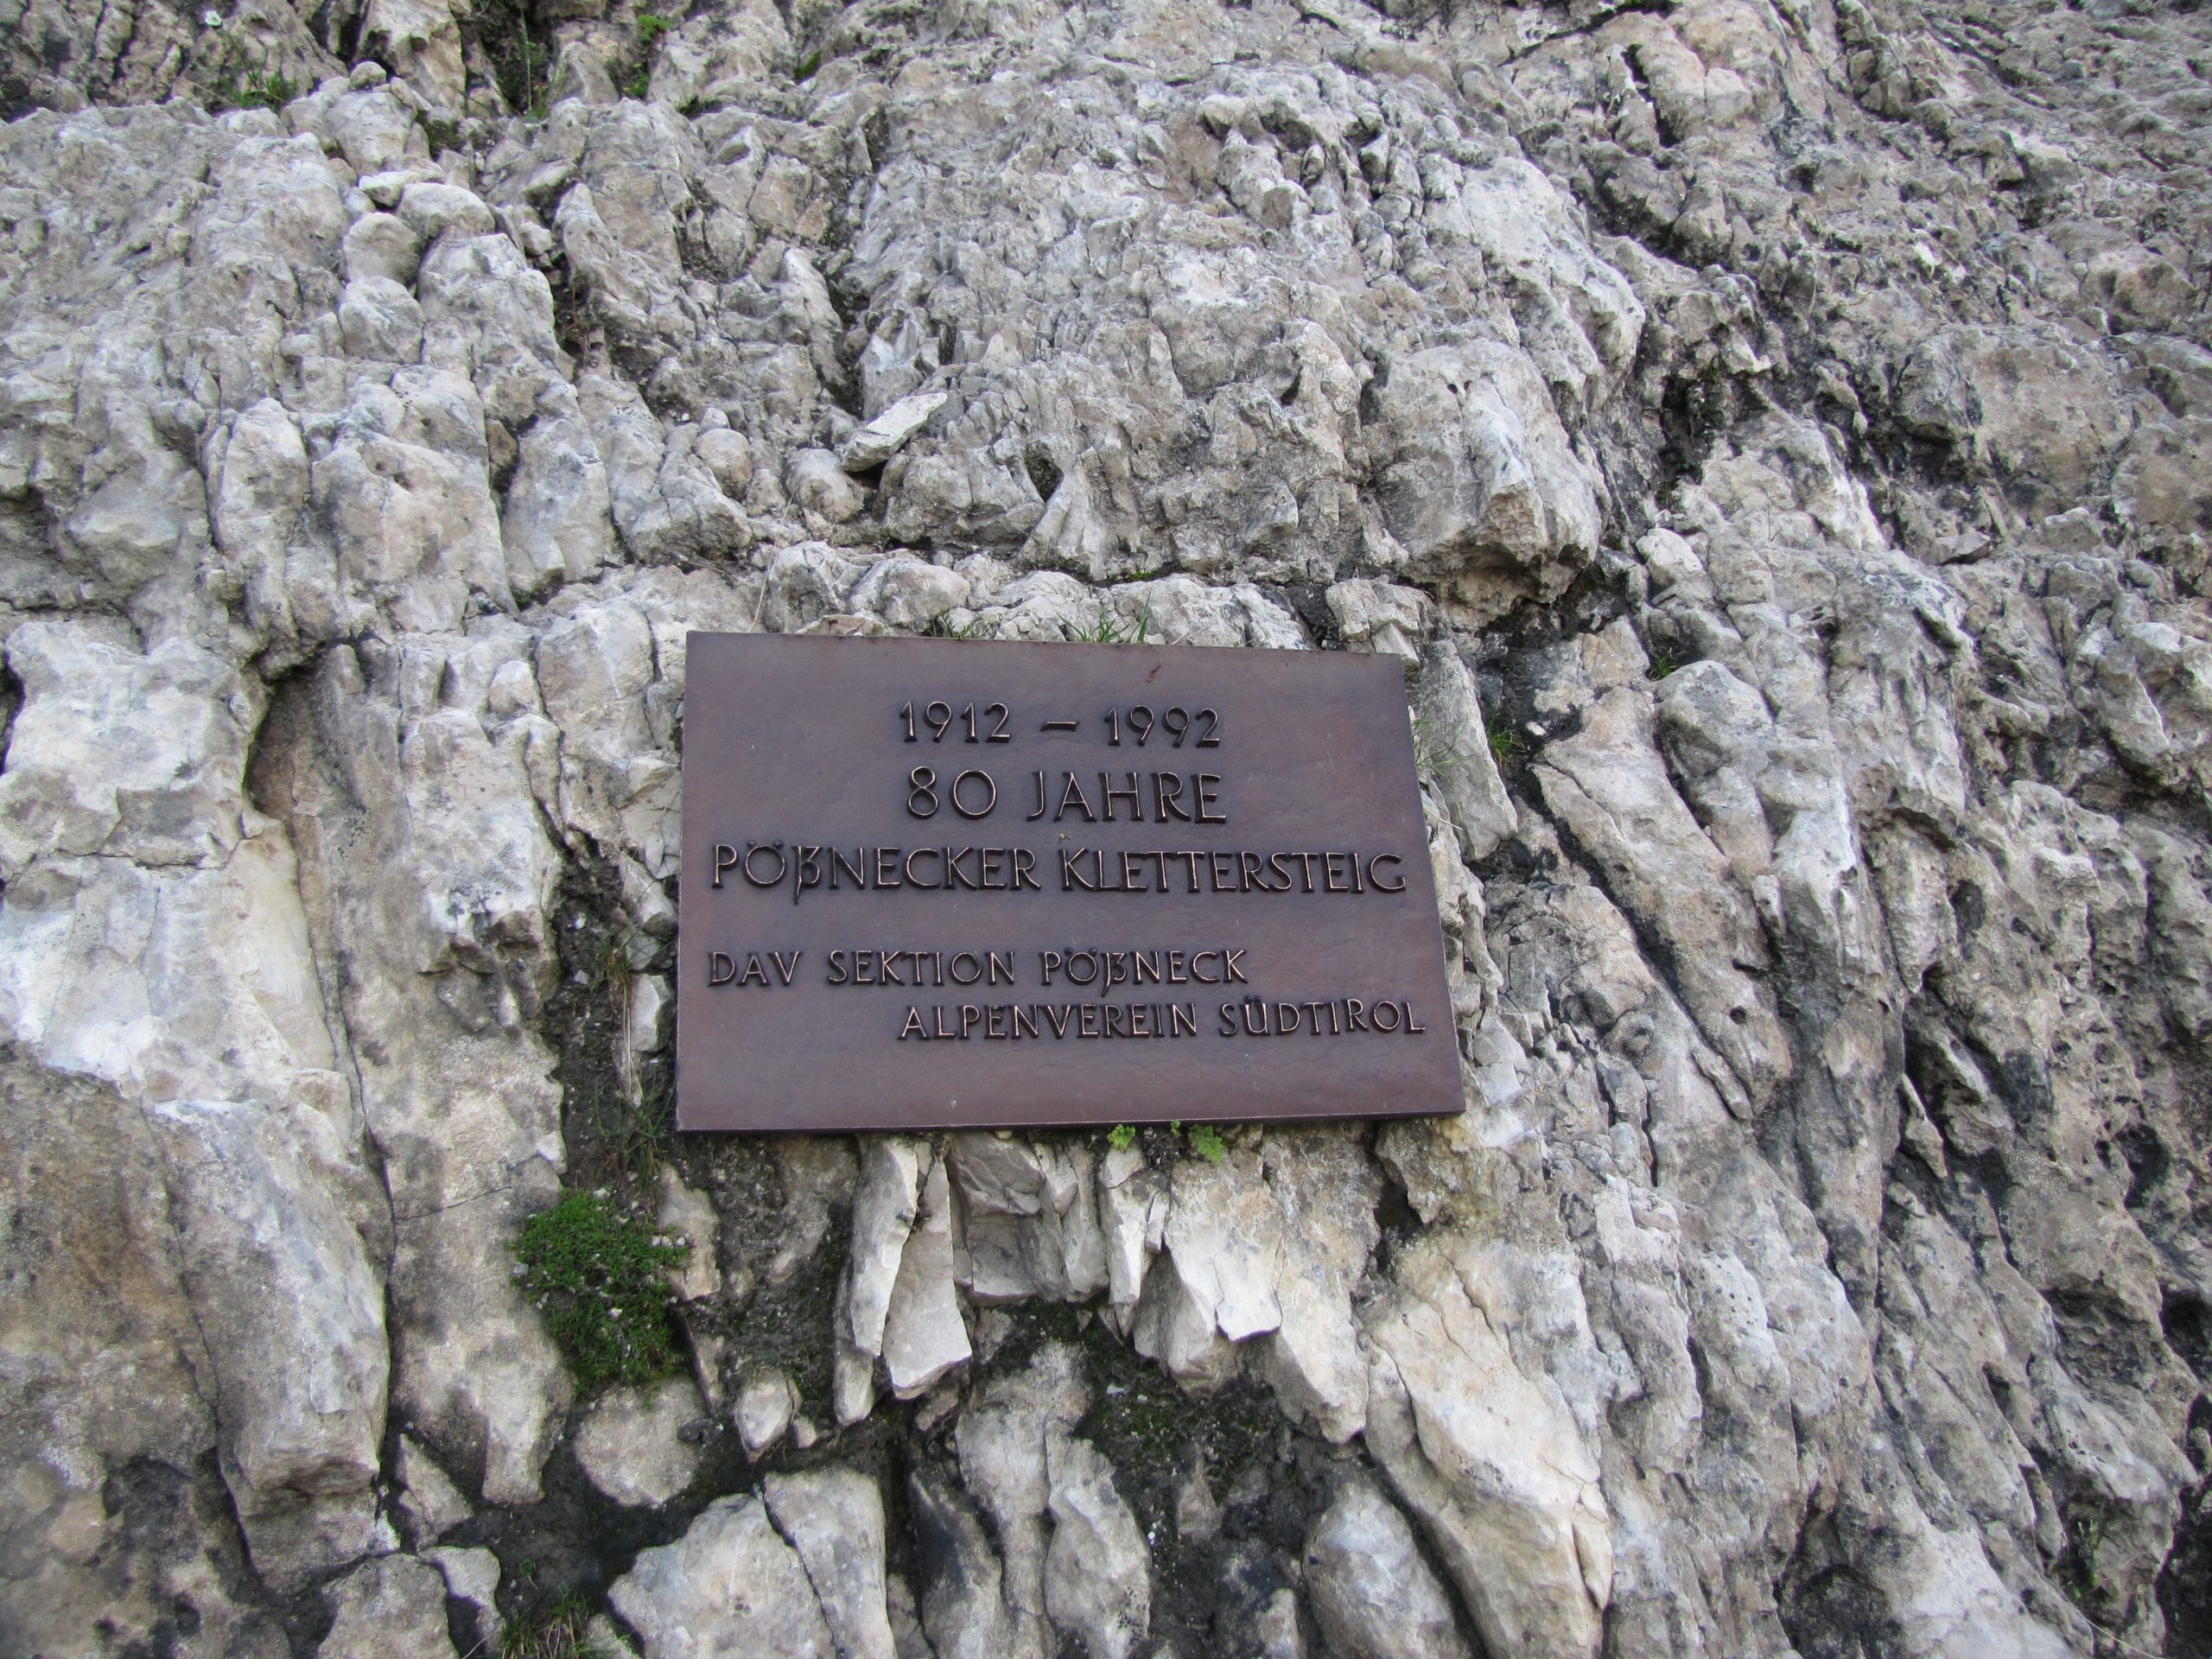 1912 – 1992
80 JAHRE
PÖßNECKER KLETTERSTEIG
DAV SEKTION PÖßNECK
ALPENVEREIN SÜDTIROL